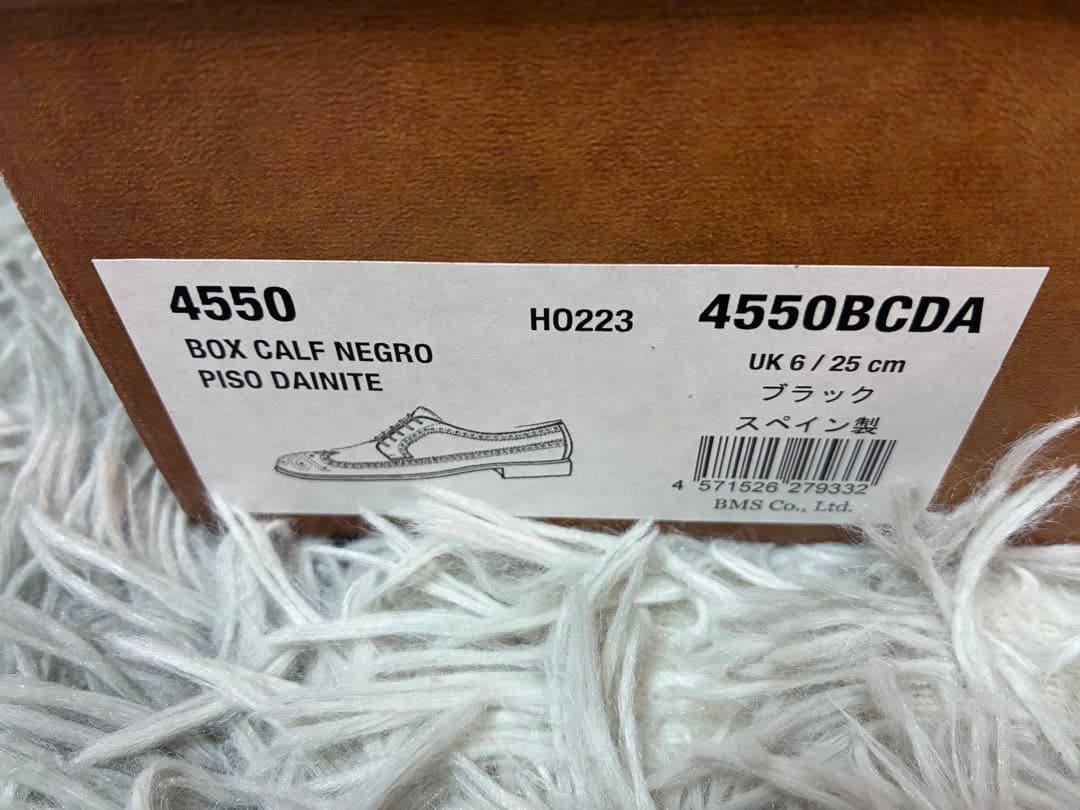 4550
BOX CALF NEGRO
PISO DAINITE
HO223
4550BCDA
UK 6 / 25 cm
ブラック
スペイン製
4 571526 279332
BMS Co., Ltd.